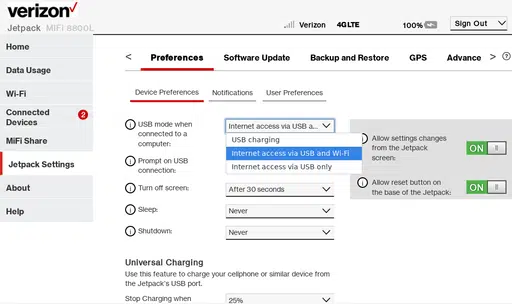 verizon✓
Jetpack MiFi 8800L
Verizon 4GLTE 100% Sign Out
Home
Data Usage
Wi-Fi
Connected
Devices
2
MiFi Share
Jetpack Settings
About
Help
< Preferences Software Update Backup and Restore GPS Advance > ?
Device Preferences Notifications User Preferences
i USB mode when
connected to a
computer:
Internet access via USB a...
USB charging
Internet access via USB and Wi-Fi
Internet access via USB only
i Prompt on USB
connection:
i Turn off screen: After 30 seconds
i Sleep: Never
i Shutdown: Never
i Allow settings changes
from the Jetpack
screen:
ON
i Allow reset button on
the base of the Jetpack:
ON
Universal Charging
Use this feature to charge your cellphone or similar device from
the Jetpack's USB port.
Stop Charging when 25%